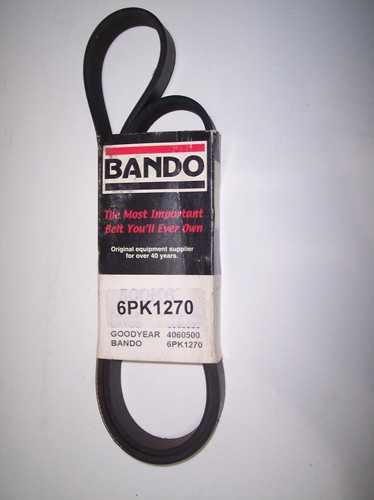 BANDO
The Most Important
Belt You'll Ever Own
Original equipment supplier
for over 40 years.
6PK1270
GOODYEAR 4060500
BANDO 6PK1270